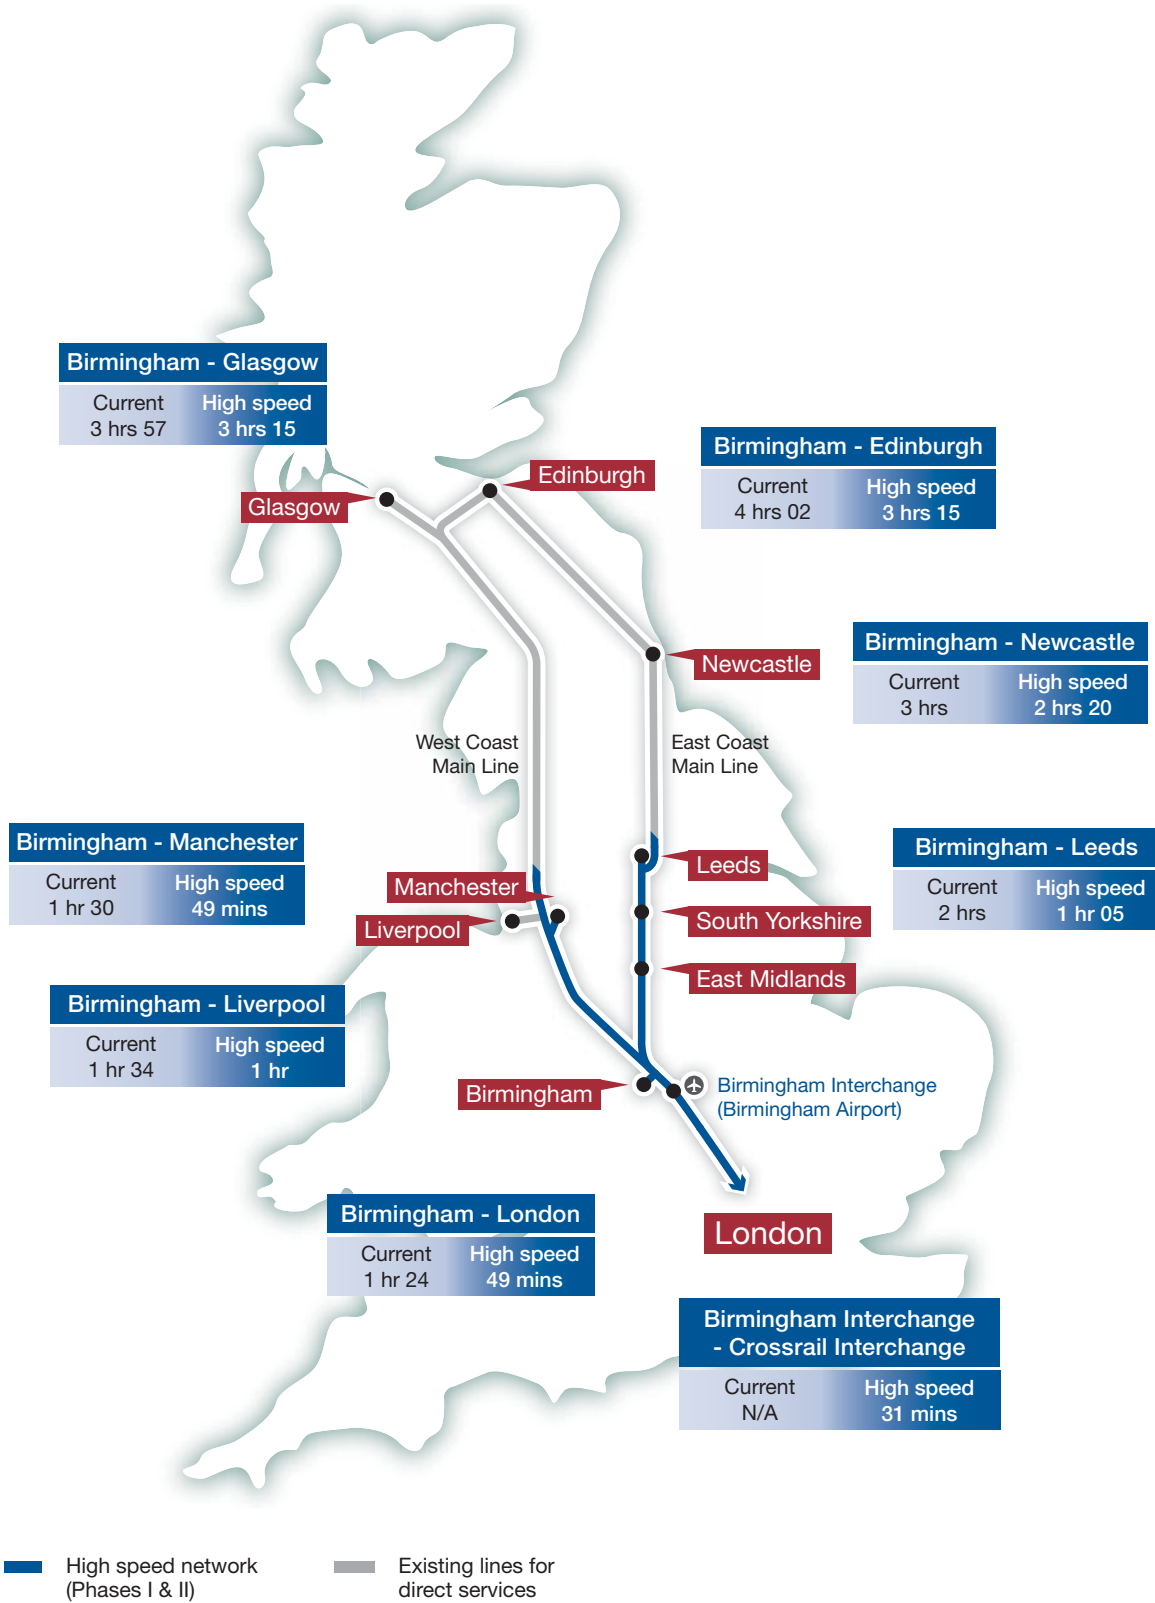 Birmingham - Glasgow
Current
3 hrs 57
High speed
3 hrs 15
Birmingham - Edinburgh
Current
4 hrs 02
High speed
3 hrs 15
Edinburgh
Glasgow
Birmingham - Newcastle
Current
3 hrs
High speed
2 hrs 20
Newcastle
West Coast
Main Line
East Coast
Main Line
Birmingham - Manchester
Current
1 hr 30
High speed
49 mins
Birmingham - Leeds
Current
2 hrs
High speed
1 hr 05
Leeds
Manchester
Liverpool
South Yorkshire
East Midlands
Birmingham - Liverpool
Current
1 hr 34
High speed
1 hr
Birmingham
Birmingham Interchange
(Birmingham Airport)
Birmingham - London
Current
1 hr 24
High speed
49 mins
London
Birmingham Interchange
- Crossrail Interchange
Current
N/A
High speed
31 mins
High speed network
(Phases I & II)
Existing lines for
direct services